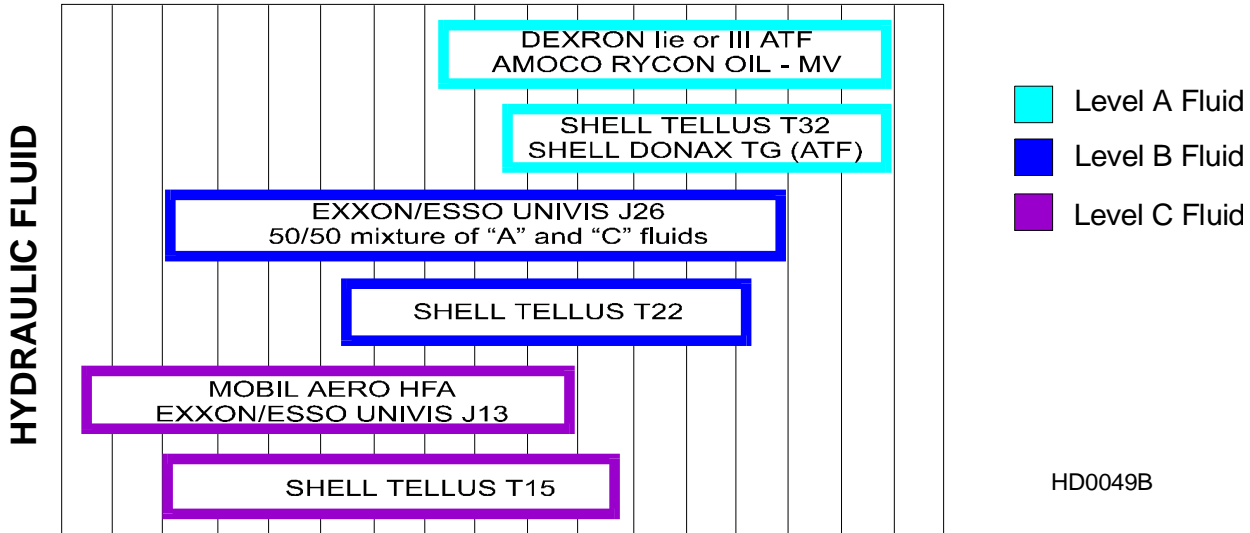 HYDRAULIC FLUID
DEXRON Iie or III ATF
AMOCO RYCON OIL - MV
SHELL TELLUS T32
SHELL DONAX TG (ATF)
EXXON/ESSO UNIVIS J26
50/50 mixture of “A” and “C” fluids
SHELL TELLUS T22
MOBIL AERO HFA
EXXON/ESSO UNIVIS J13
SHELL TELLUS T15
Level A Fluid
Level B Fluid
Level C Fluid
HD0049B